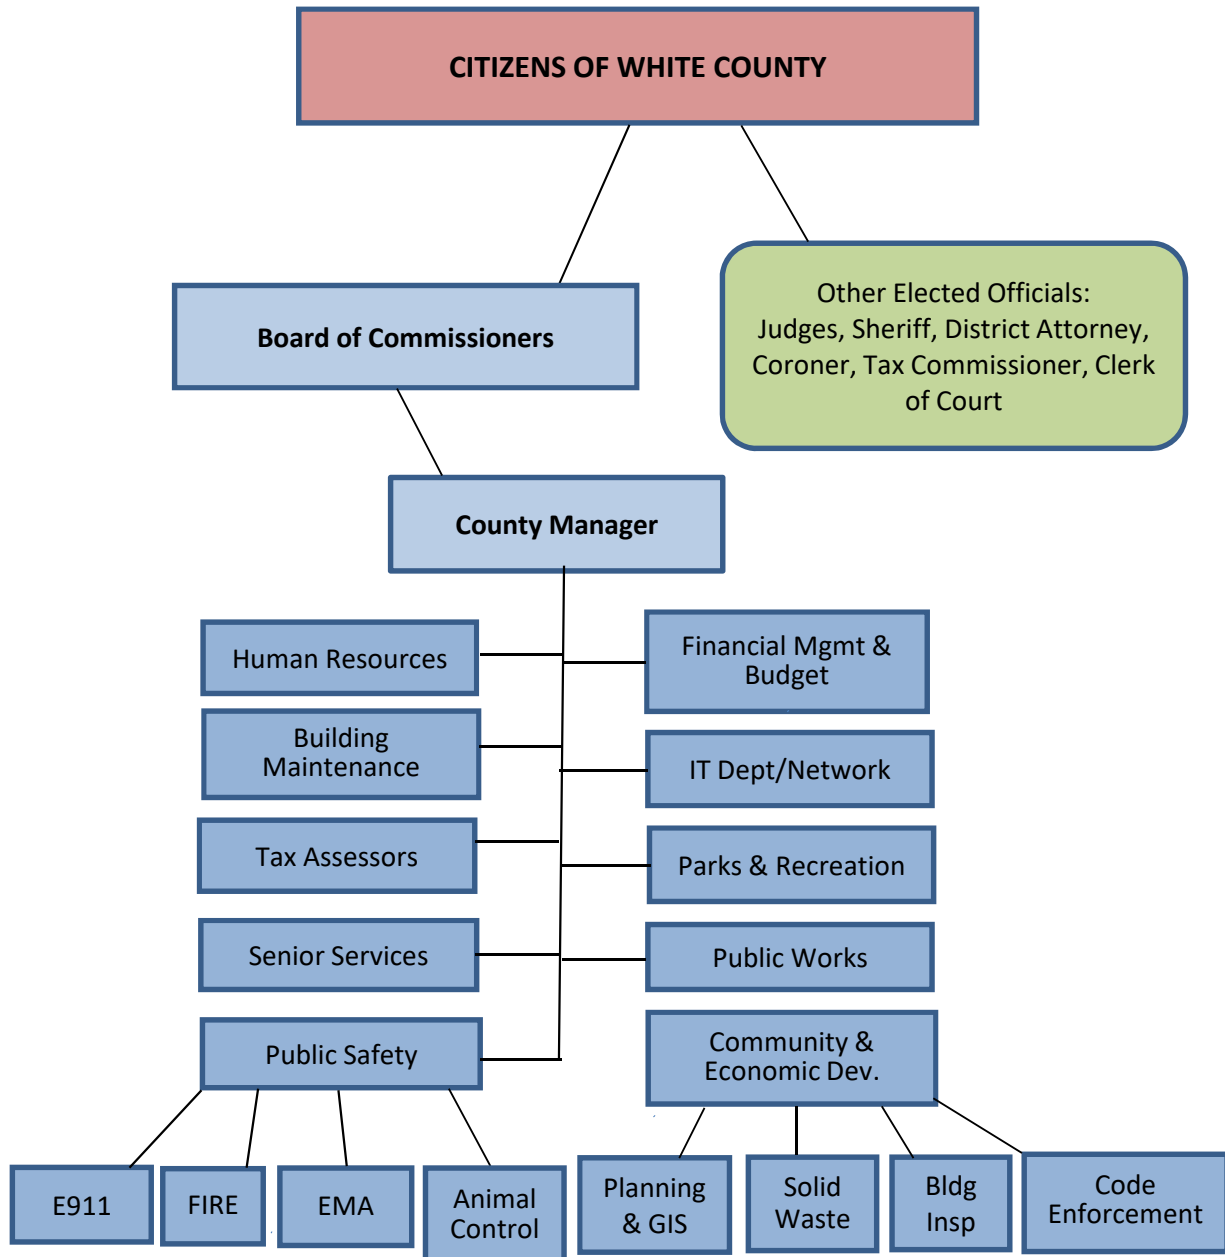 CITIZENS OF WHITE COUNTY
Board of Commissioners
Other Elected Officials:
Judges, Sheriff, District Attorney,
Coroner, Tax Commissioner, Clerk
of Court
County Manager
Human Resources
Financial Mgmt &
Budget
Building
Maintenance
IT Dept/Network
Tax Assessors
Parks & Recreation
Senior Services
Public Works
Public Safety
Community &
Economic Dev.
E911
FIRE
EMA
Animal
Control
Planning
& GIS
Solid
Waste
Bldg
Insp
Code
Enforcement